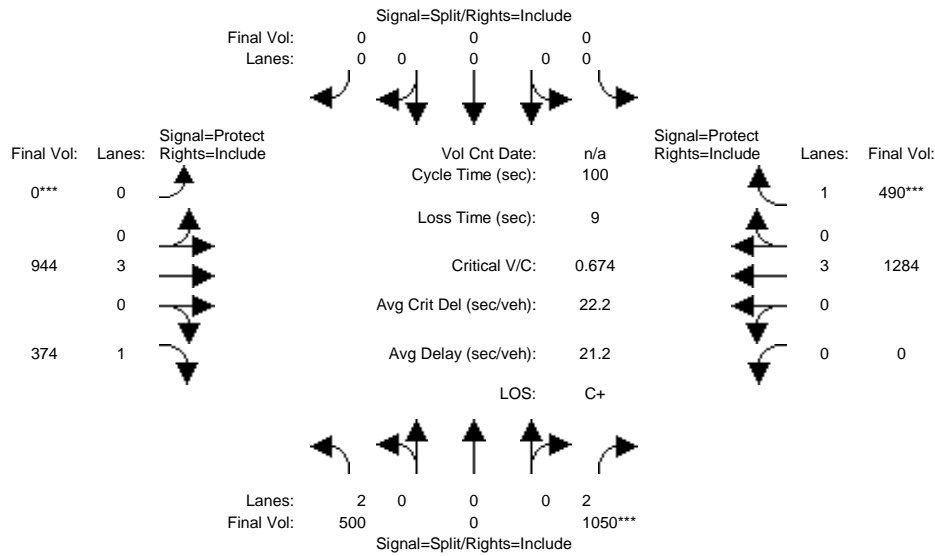 Signal=Split/Rights=Include
Final Vol: 0 0 0
Lanes: 0 0 0 0 0
Signal=Protect Signal=Protect
Final Vol: Lanes: Rights=Include Vol Cnt Date: n/a Rights=Include Lanes: Final Vol:
Cycle Time (sec): 100
0*** 0 1 490***
Loss Time (sec): 9
0 0
944 3 Critical V/C: 0.674 3 1284
0 Avg Crit Del (sec/veh): 22.2 0
374 1 Avg Delay (sec/veh): 21.2 0 0
LOS: C+
Lanes: 2 0 0 0 2
Final Vol: 500 0 1050***
Signal=Split/Rights=Include